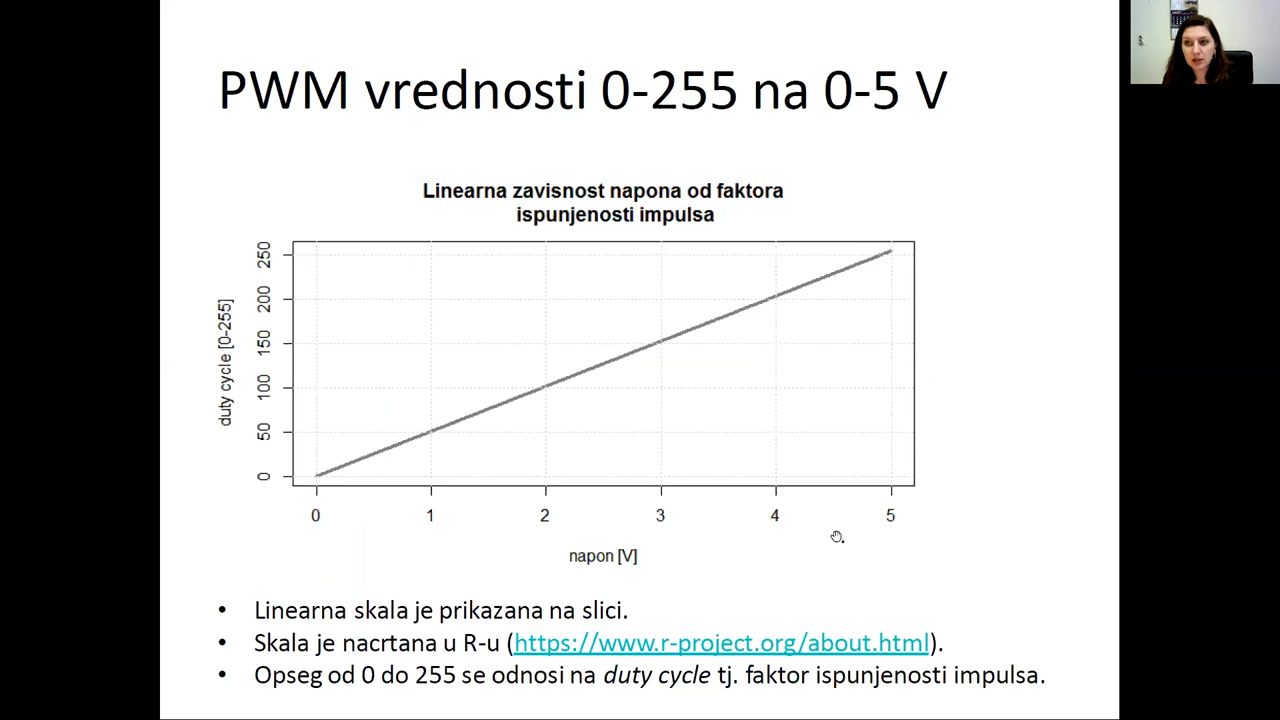 PWM vrednosti 0-255 na 0-5 V
Linearna zavisnost napona od faktora
ispunjenosti impulsa
duty cycle [0-255]
250
200
150
100
50
0
0 1 2 3 4 5
napon [V]
• Linearna skala je prikazana na slici.
• Skala je nacrtana u R-u (https://www.r-project.org/about.html).
• Opseg od 0 do 255 se odnosi na duty cycle tj. faktor ispunjenosti impulsa.